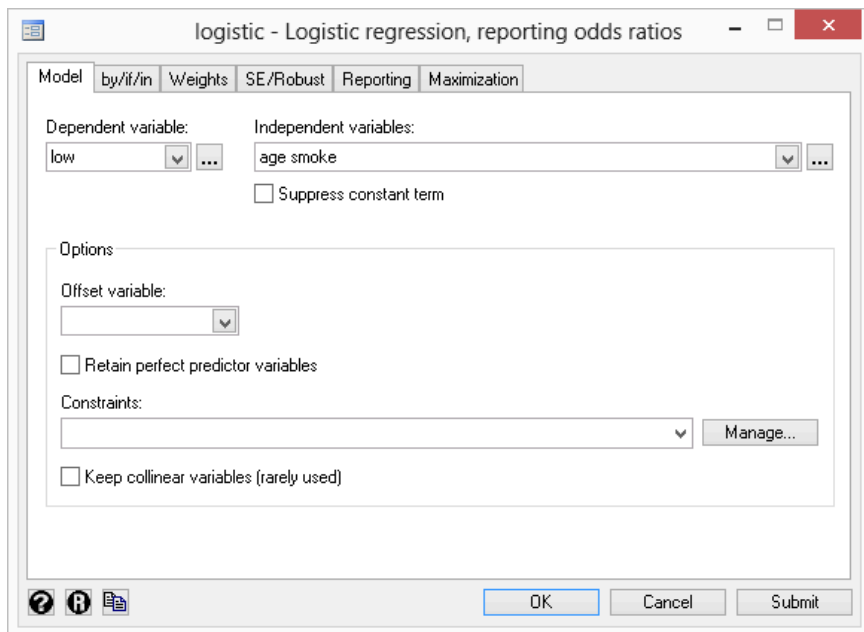 logistic - Logistic regression, reporting odds ratios
Model by/if/in Weights SE/Robust Reporting Maximization
Dependent variable: Independent variables:
low ... age smoke ...
Suppress constant term
Options
Offset variable:
Retain perfect predictor variables
Constraints:
Manage...
Keep collinear variables (rarely used)
? R OK Cancel Submit